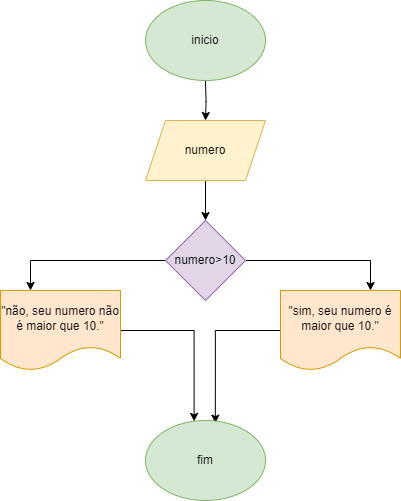 inicio
numero
numero>10
"não, seu numero não
é maior que 10."
"sim, seu numero é
maior que 10."
fim